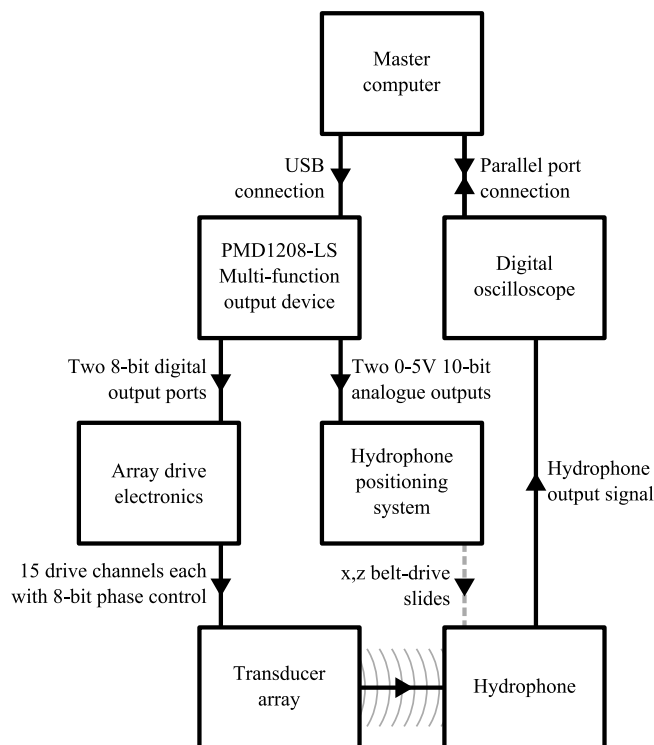 Master
computer
USB
connection
Parallel port
connection
PMD1208-LS
Multi-function
output device
Digital
oscilloscope
Two 8-bit digital
output ports
Two 0-5V 10-bit
analogue outputs
Array drive
electronics
Hydrophone
positioning
system
Hydrophone
output signal
15 drive channels each
with 8-bit phase control
x,z belt-drive
slides
Transducer
array
Hydrophone